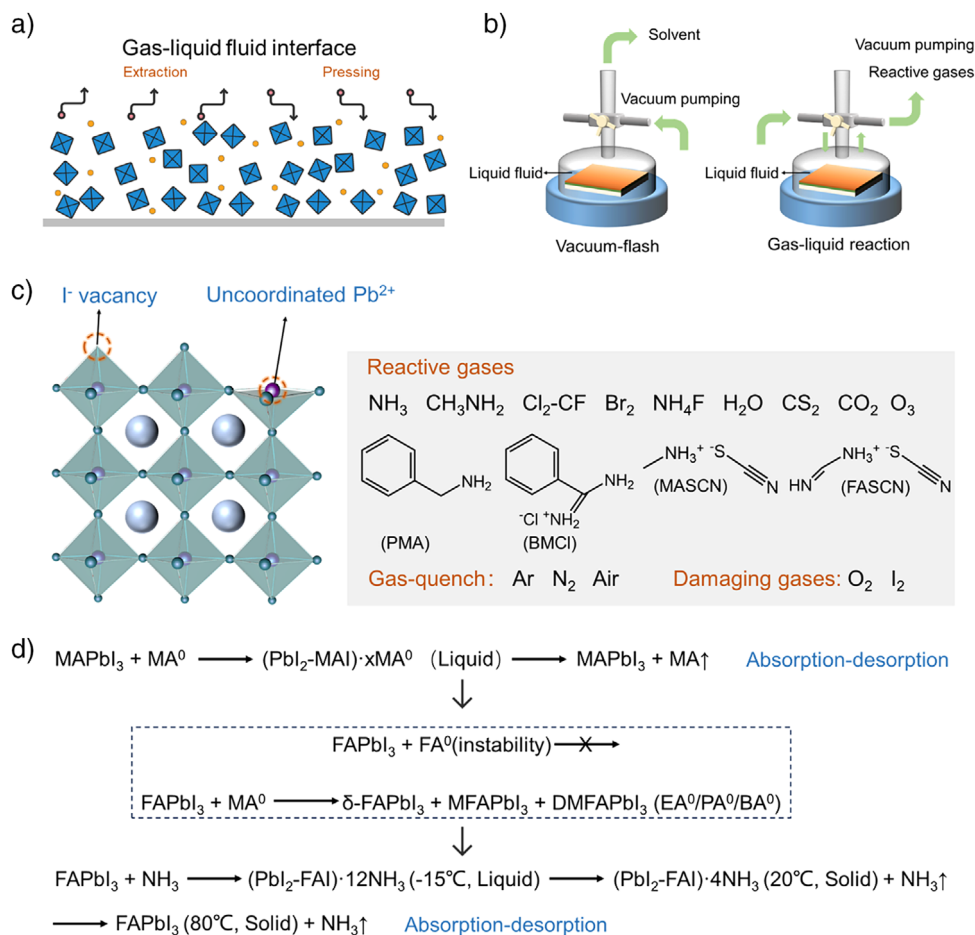 a)
Gas-liquid fluid interface
Extraction
Pressing
b)
Solvent
Vacuum pumping
Liquid fluid
Vacuum-flash
Vacuum pumping
Reactive gases
Liquid fluid
Gas-liquid reaction
c)
I⁻ vacancy
Uncoordinated Pb²⁺
Reactive gases
NH₃ CH₃NH₂ Cl₂-CF Br₂ NH₄F H₂O CS₂ CO₂ O₃
NH₂
(PMA)
NH₂
⁻Cl ⁺NH₂
(BMCl)
NH₃⁺ ⁻S
N
(MASCN)
HN
NH₃⁺ ⁻S
N
(FASCN)
Gas-quench: Ar N₂ Air
Damaging gases: O₂ I₂
d)
MAPbI₃ + MA⁰ ⟶ (PbI₂-MAI)·xMA⁰ (Liquid) ⟶ MAPbI₃ + MA↑ Absorption-desorption
FAPbI₃ + FA⁰(instability) —X→
FAPbI₃ + MA⁰ ⟶ δ-FAPbI₃ + MFAPbI₃ + DMFAPbI₃ (EA⁰/PA⁰/BA⁰)
FAPbI₃ + NH₃ ⟶ (PbI₂-FAI)·12NH₃ (-15℃, Liquid) ⟶ (PbI₂-FAI)·4NH₃ (20℃, Solid) + NH₃↑
⟶ FAPbI₃ (80℃, Solid) + NH₃↑ Absorption-desorption